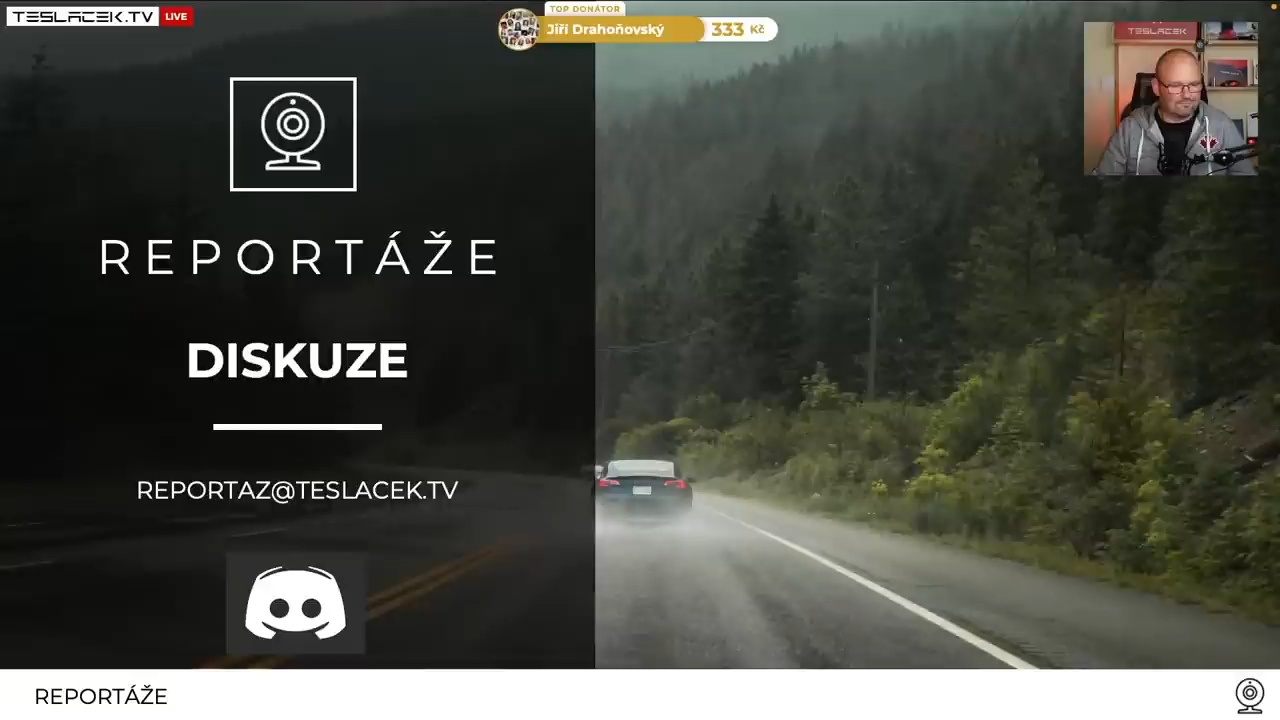 TESLACEK.TV LIVE
TOP DONÁTOR
Jiří Drahoňovský 333 Kč
TESLACEK
REPORTÁŽE
DISKUZE
REPORTAZ@TESLACEK.TV
REPORTÁŽE